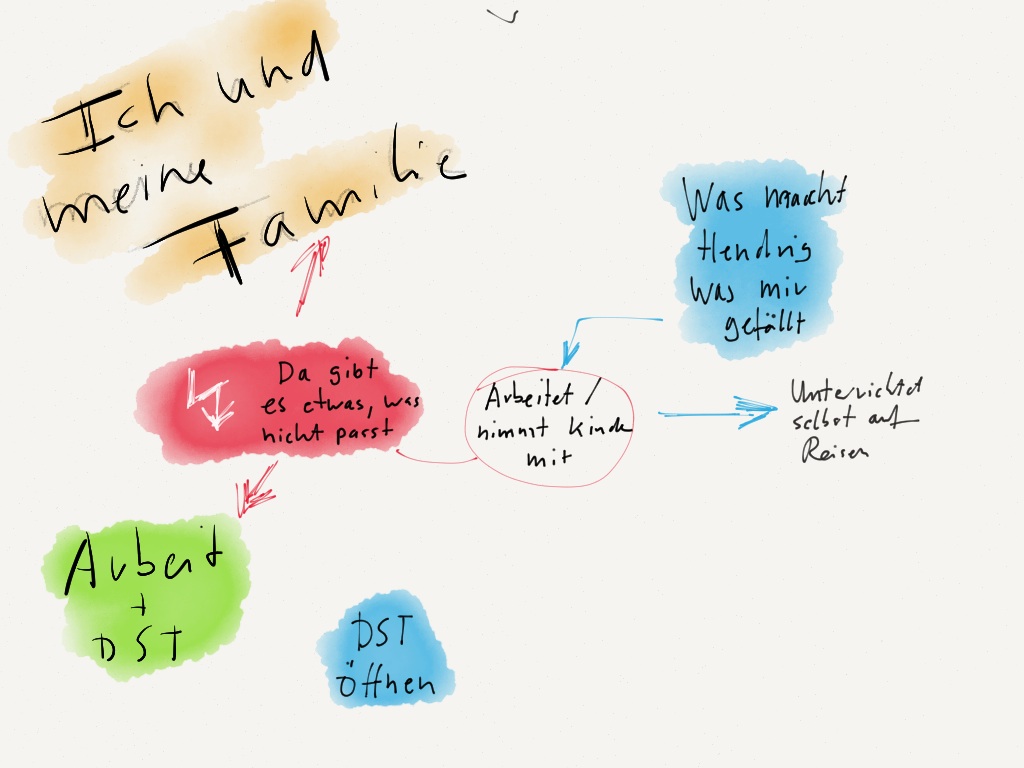 Ich und
meine
Familie
Was macht
Hendrig
Was mir
gefällt
Da gibt
es etwas, was
nicht passt
Arbeitet /
nimmt Kinder
mit
Unterrichtet
selbst auf
Reisen
Arbeit
+
DST
DST
öffnen